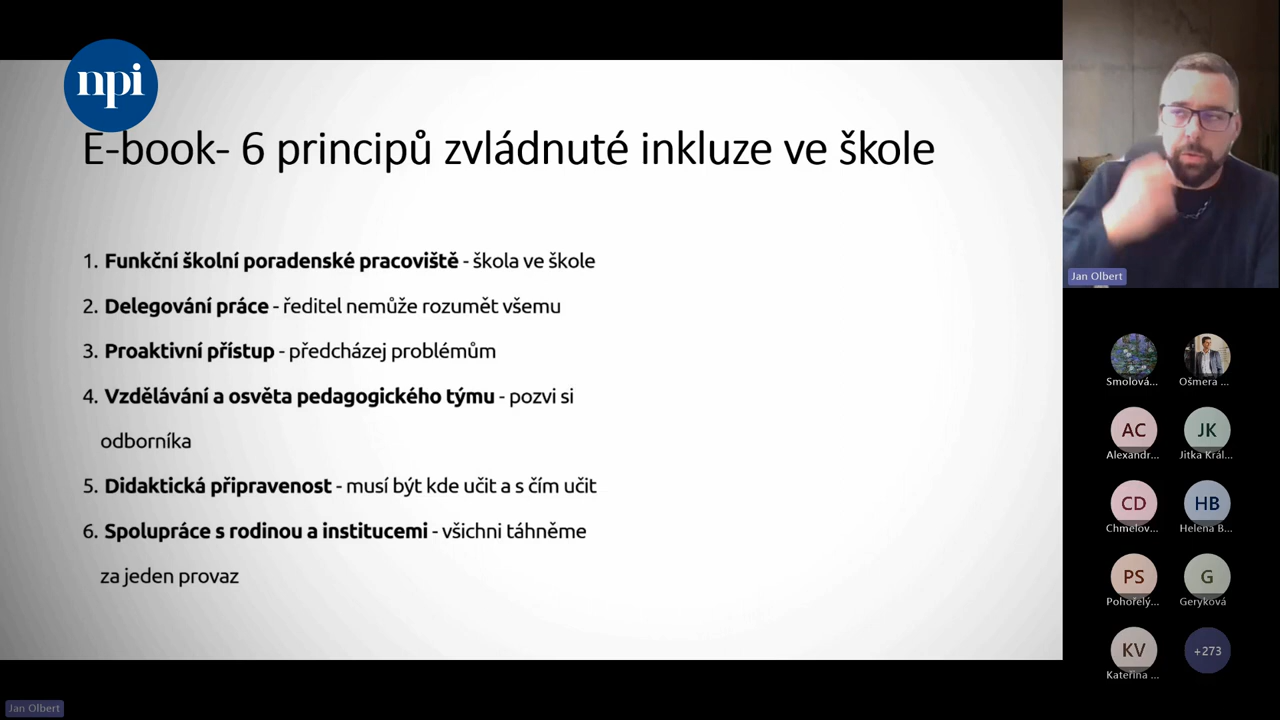 npi
E-book- 6 principů zvládnuté inkluze ve škole
1. Funkční školní poradenské pracoviště - škola ve škole
2. Delegování práce - ředitel nemůže rozumět všemu
3. Proaktivní přístup - předcházej problémům
4. Vzdělávání a osvěta pedagogického týmu - pozvi si
odborníka
5. Didaktická připravenost - musí být kde učit a s čím učit
6. Spolupráce s rodinou a institucemi - všichni táhněme
za jeden provaz
Jan Olbert
Smolová...
Ošmera ...
AC
JK
Alexandr...
Jitka Král...
CD
HB
Chmelov...
Helena B...
PS
G
Pohořelý...
Geryková
KV
+273
Kateřina ...
Jan Olbert